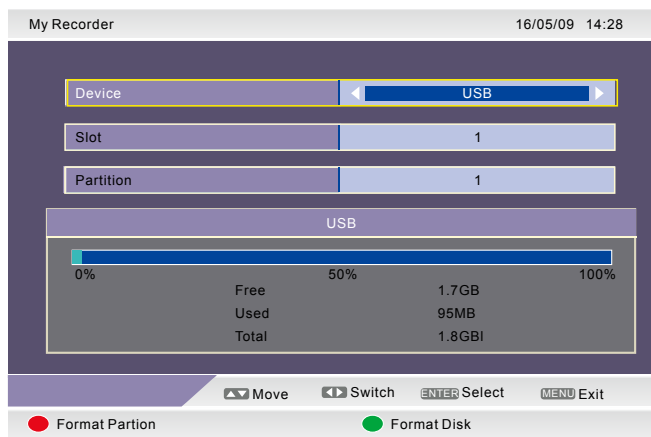 My Recorder 16/05/09 14:28
Device USB
Slot 1
Partition 1
USB
0% 50% 100%
Free 1.7GB
Used 95MB
Total 1.8GBI
Move Switch ENTER Select MENU Exit
Format Partion Format Disk